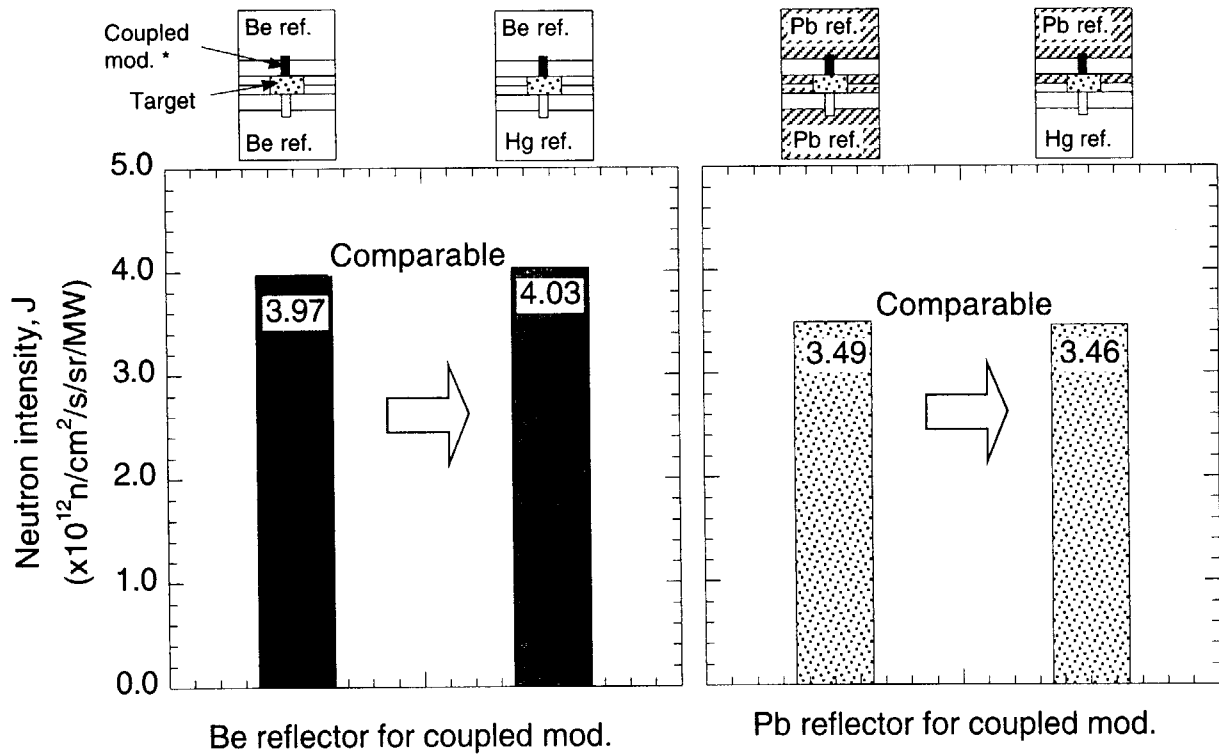 Be ref.
Be ref.
Pb ref.
Pb ref.
Coupled
mod. *
Target
Be ref.
Hg ref.
Pb ref.
Hg ref.
5.0
4.0
3.0
2.0
1.0
0.0
Neutron intensity, J
(x10¹²n/cm²/s/sr/MW)
Comparable
3.97
4.03
Comparable
3.49
3.46
Be reflector for coupled mod.
Pb reflector for coupled mod.